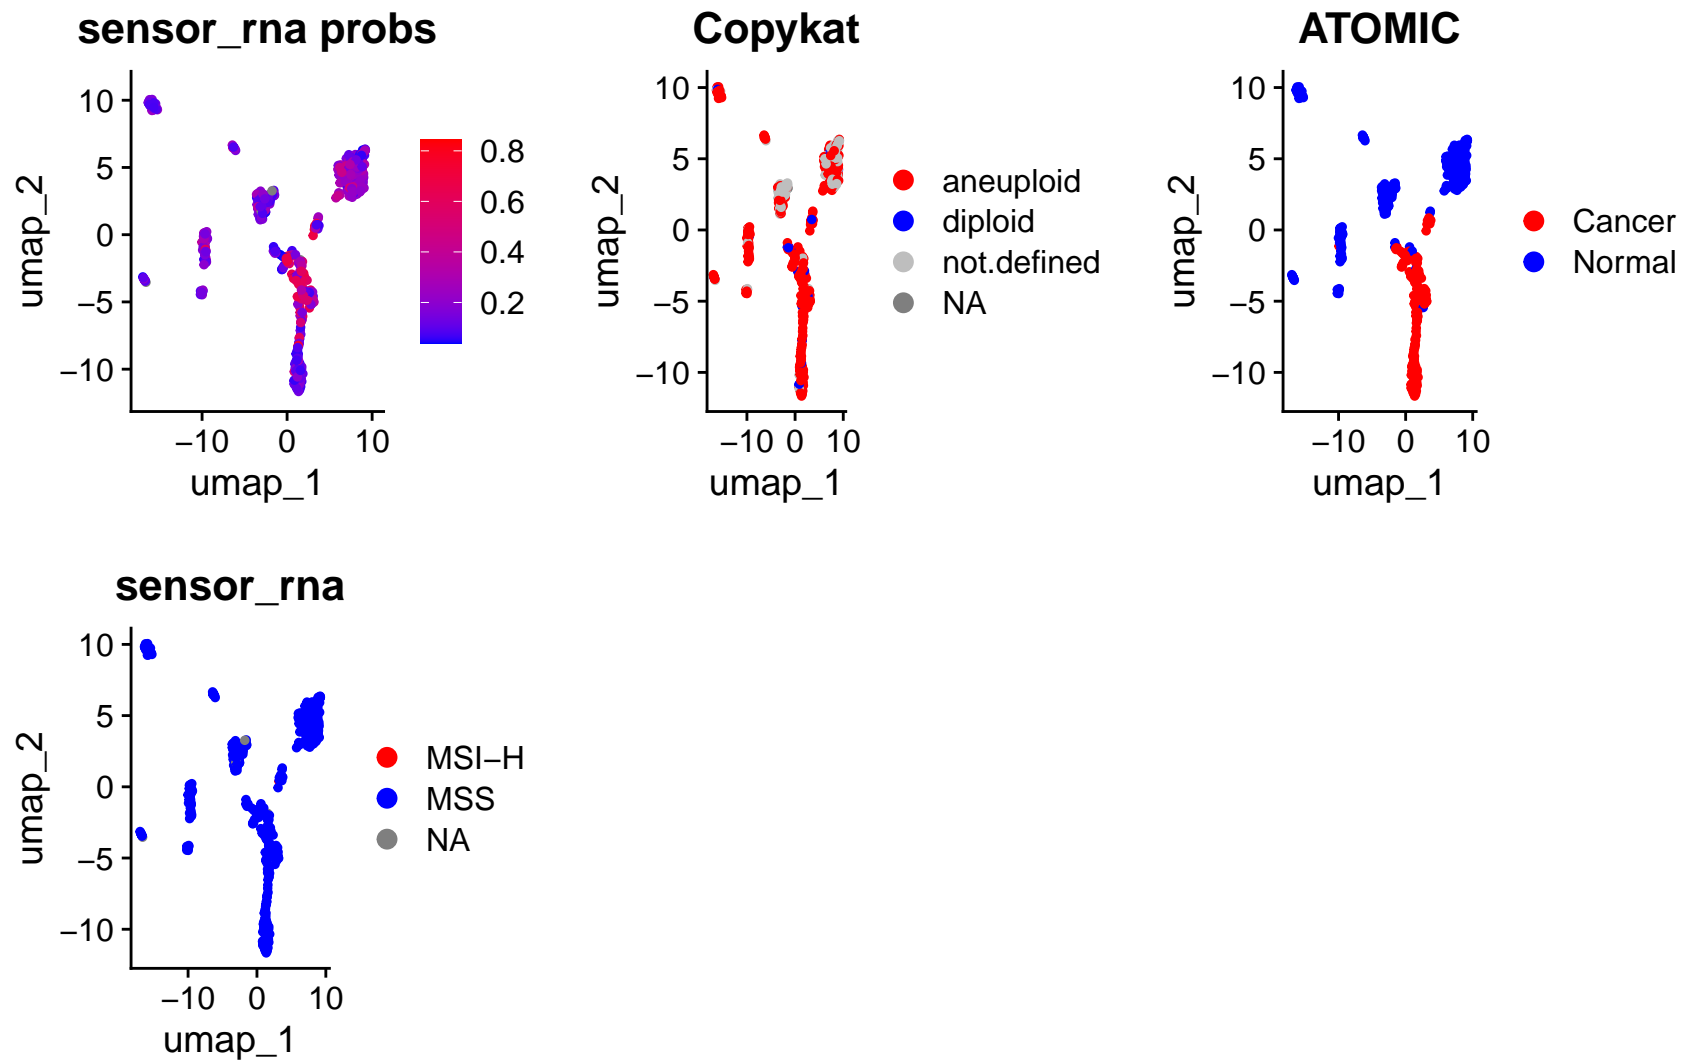 sensor_rna probs
10
5
0
−5
−10
umap_2
−10 0 10
umap_1
0.8
0.6
0.4
0.2
Copykat
10
5
0
−5
−10
umap_2
−10 0 10
umap_1
aneuploid
diploid
not.defined
NA
ATOMIC
10
5
0
−5
−10
umap_2
−10 0 10
umap_1
Cancer
Normal
sensor_rna
10
5
0
−5
−10
umap_2
−10 0 10
umap_1
MSI−H
MSS
NA